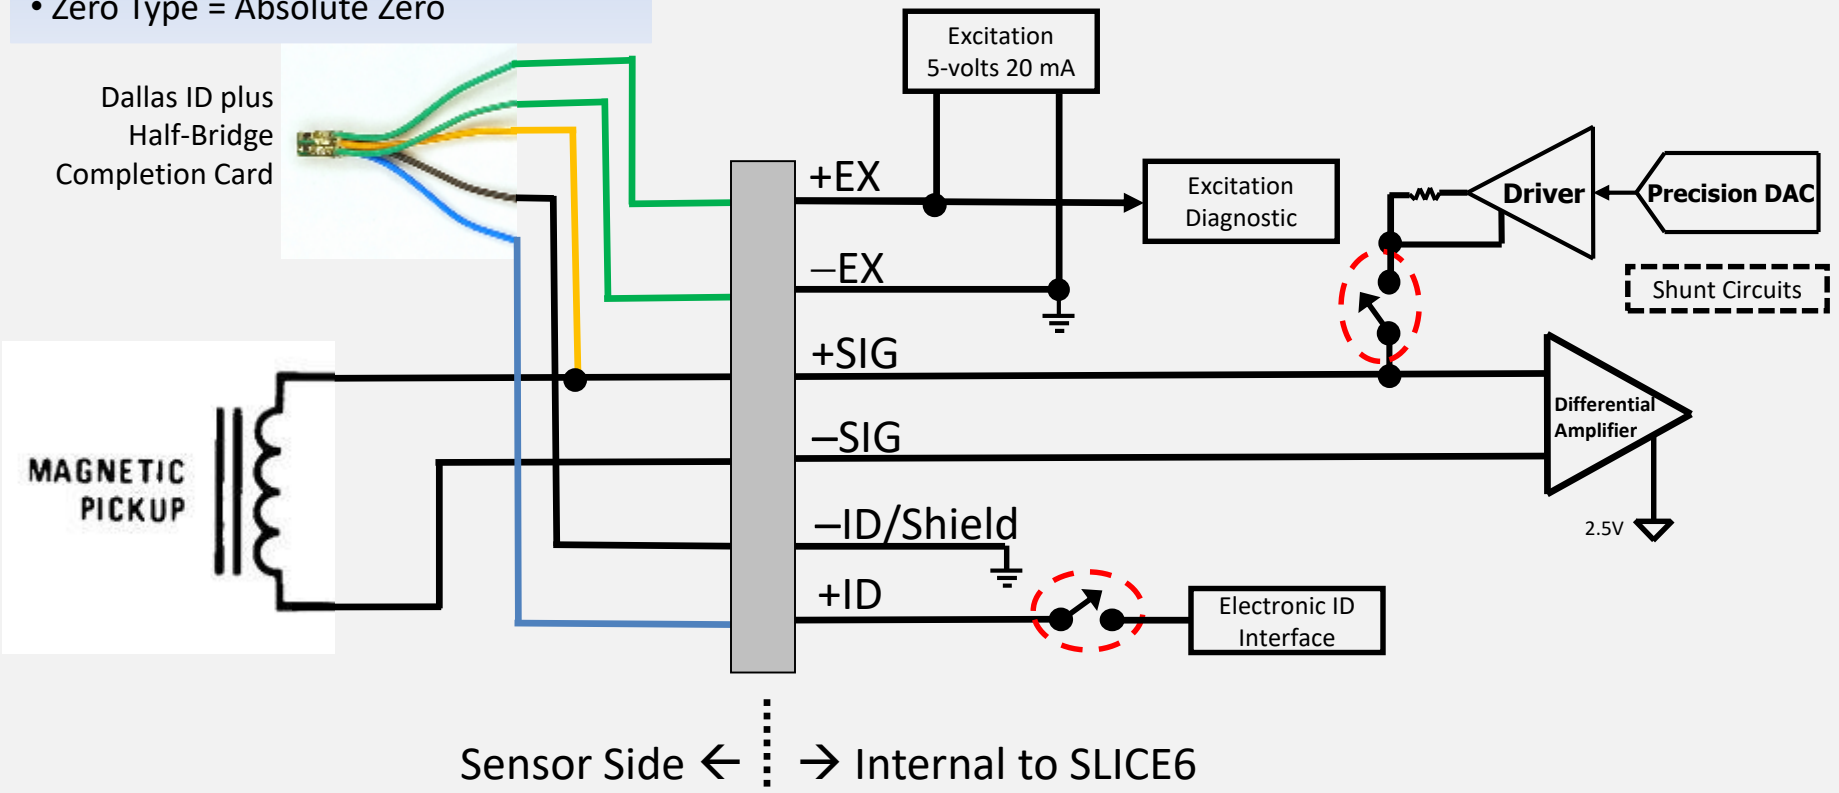 • Zero Type = Absolute Zero
Dallas ID plus
Half-Bridge
Completion Card
Excitation
5-volts 20 mA
+EX
Excitation
Diagnostic
Driver
Precision DAC
–EX
Shunt Circuits
+SIG
Differential
Amplifier
–SIG
MAGNETIC
PICKUP
–ID/Shield
2.5V
+ID
Electronic ID
Interface
Sensor Side ← → Internal to SLICE6